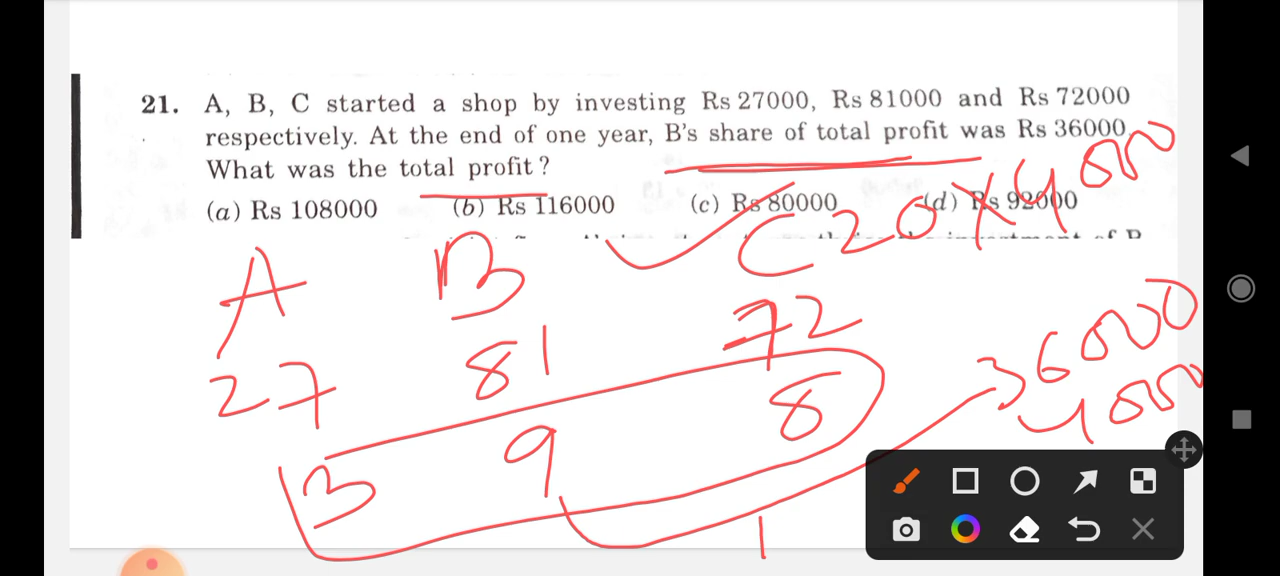 21. A, B, C started a shop by investing Rs 27000, Rs 81000 and Rs 72000
respectively. At the end of one year, B's share of total profit was Rs 36000.
What was the total profit?
(a) Rs 108000 (b) Rs 116000 (c) Rs 80000 (d) Rs 92000
A B C 20 X 4000
27 81 72
3 9 8 36000
4000
1